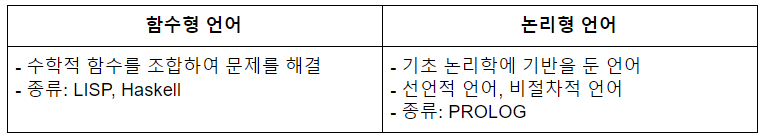 함수형 언어
논리형 언어
- 수학적 함수를 조합하여 문제를 해결
- 종류: LISP, Haskell
- 기초 논리학에 기반을 둔 언어
- 선언적 언어, 비절차적 언어
- 종류: PROLOG